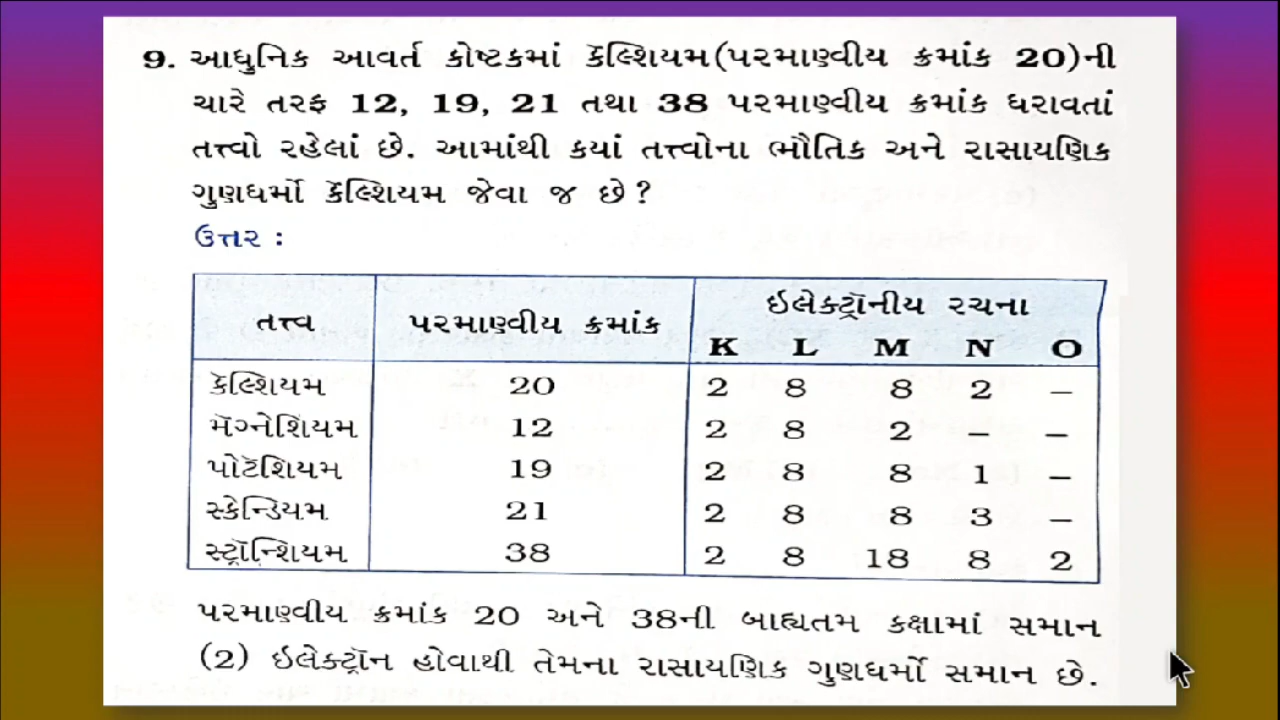 9. આધુનિક આવર્ત કોષ્ટકમાં કૅલ્શિયમ(પરમાણ્વીય ક્રમાંક 20)ની
ચારે તરફ 12, 19, 21 તથા 38 પરમાણ્વીય ક્રમાંક ધરાવતાં
તત્ત્વો રહેલાં છે. આમાંથી કયાં તત્ત્વોના ભૌતિક અને રાસાયણિક
ગુણધર્મો કૅલ્શિયમ જેવા જ છે?
ઉત્તર :
તત્ત્વ પરમાણ્વીય ક્રમાંક ઇલેક્ટ્રૉનીય રચના
K L M N O
કૅલ્શિયમ 20 2 8 8 2 –
મૅગ્નેશિયમ 12 2 8 2 – –
પોટૅશિયમ 19 2 8 8 1 –
સ્કેન્ડિયમ 21 2 8 8 3 –
સ્ટ્રૉન્શિયમ 38 2 8 18 8 2
પરમાણ્વીય ક્રમાંક 20 અને 38ની બાહ્યતમ કક્ષામાં સમાન
(2) ઇલેક્ટ્રૉન હોવાથી તેમના રાસાયણિક ગુણધર્મો સમાન છે.